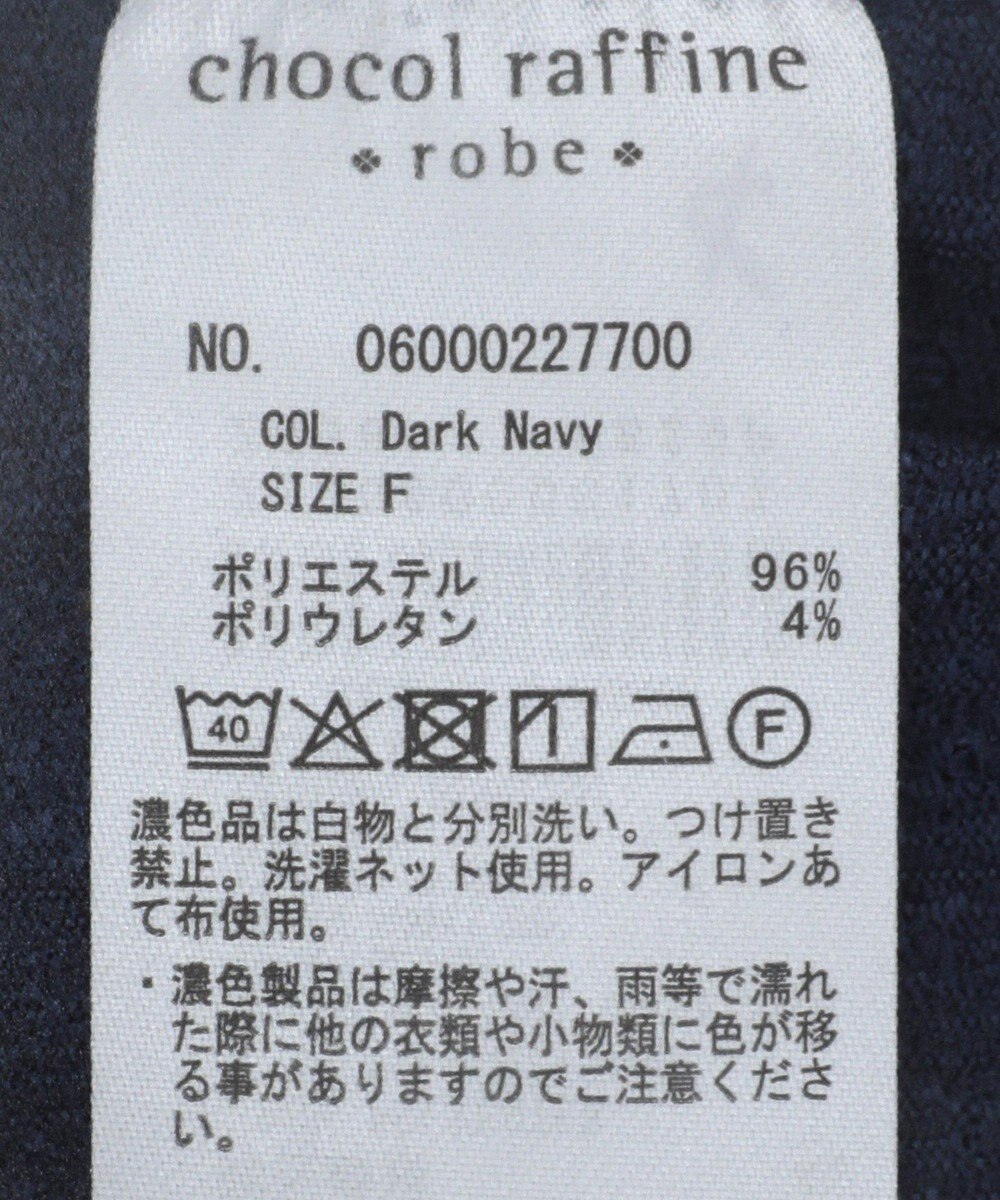 chocol raffine
robe
NO. 06000227700
COL. Dark Navy
SIZE F
ポリエステル 96%
ポリウレタン 4%
40 F
濃色品は白物と分別洗い。つけ置き
禁止。洗濯ネット使用。アイロンあ
て布使用。
・濃色製品は摩擦や汗、雨等で濡れ
た際に他の衣類や小物類に色が移
る事がありますのでご注意くださ
い。